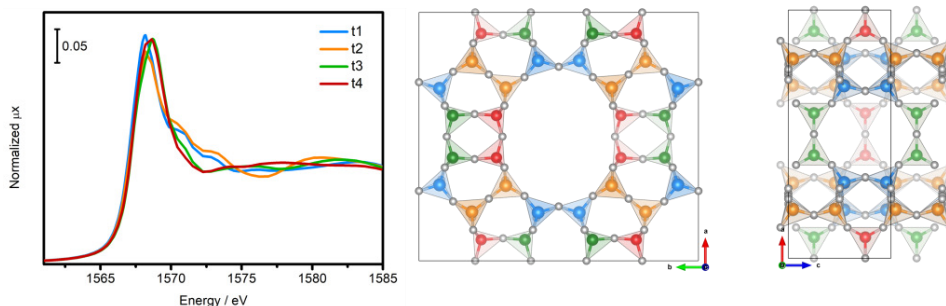 0.05
t1
t2
t3
t4
Normalized μx
1565 1570 1575 1580 1585
Energy / eV
a
b
a
c